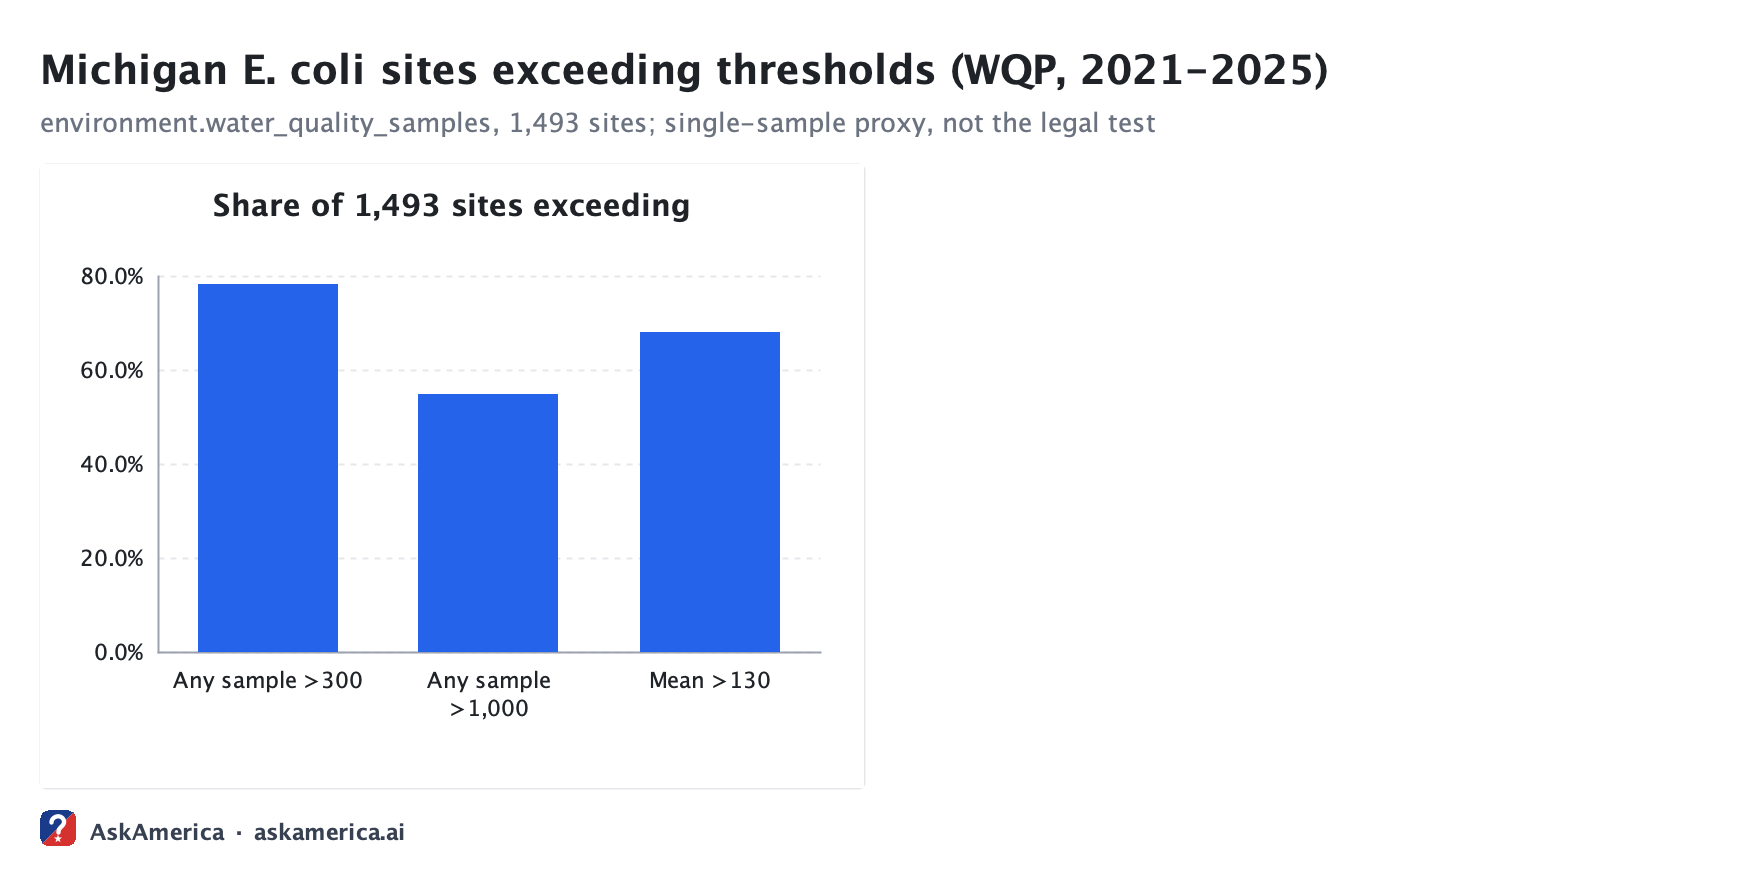 Michigan E. coli sites exceeding thresholds (WQP, 2021–2025)
environment.water_quality_samples, 1,493 sites; single-sample proxy, not the legal test
Share of 1,493 sites exceeding
80.0%
60.0%
40.0%
20.0%
0.0%
Any sample >300
Any sample
>1,000
Mean >130
AskAmerica · askamerica.ai